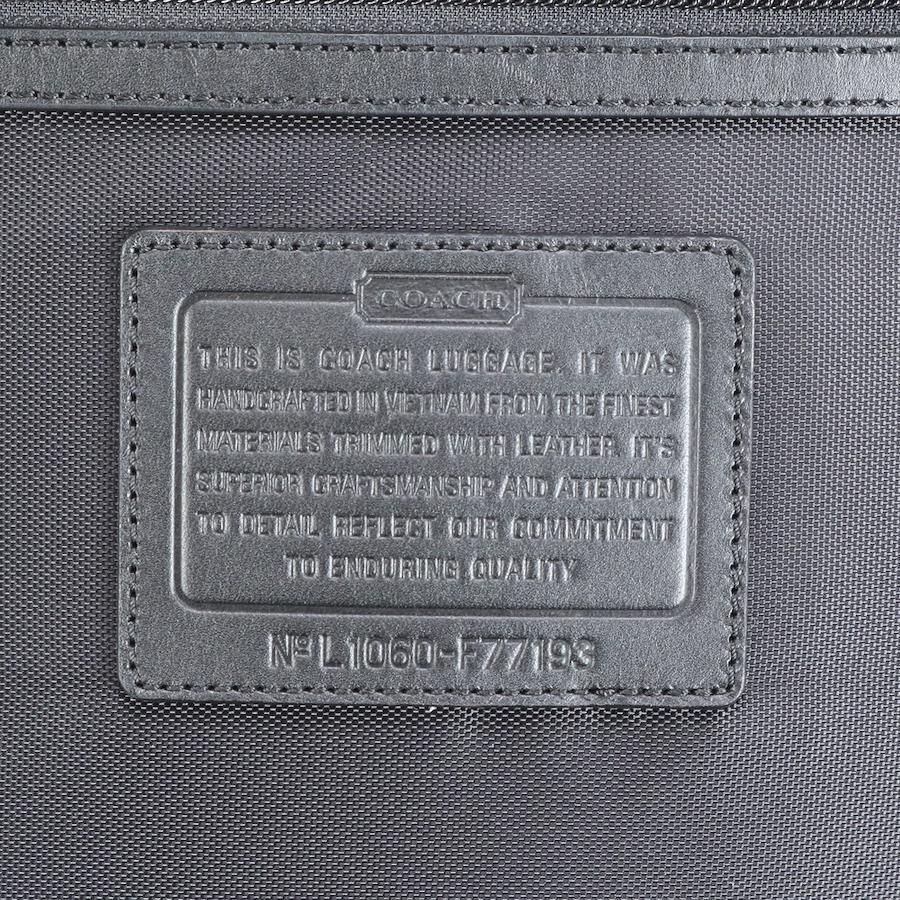 COACH
THIS IS COACH LUGGAGE. IT WAS
HANDCRAFTED IN VIETNAM FROM THE FINEST
MATERIALS TRIMMED WITH LEATHER. IT'S
SUPERIOR CRAFTSMANSHIP AND ATTENTION
TO DETAIL REFLECT OUR COMMITMENT
TO ENDURING QUALITY
Nº L1060-F77193